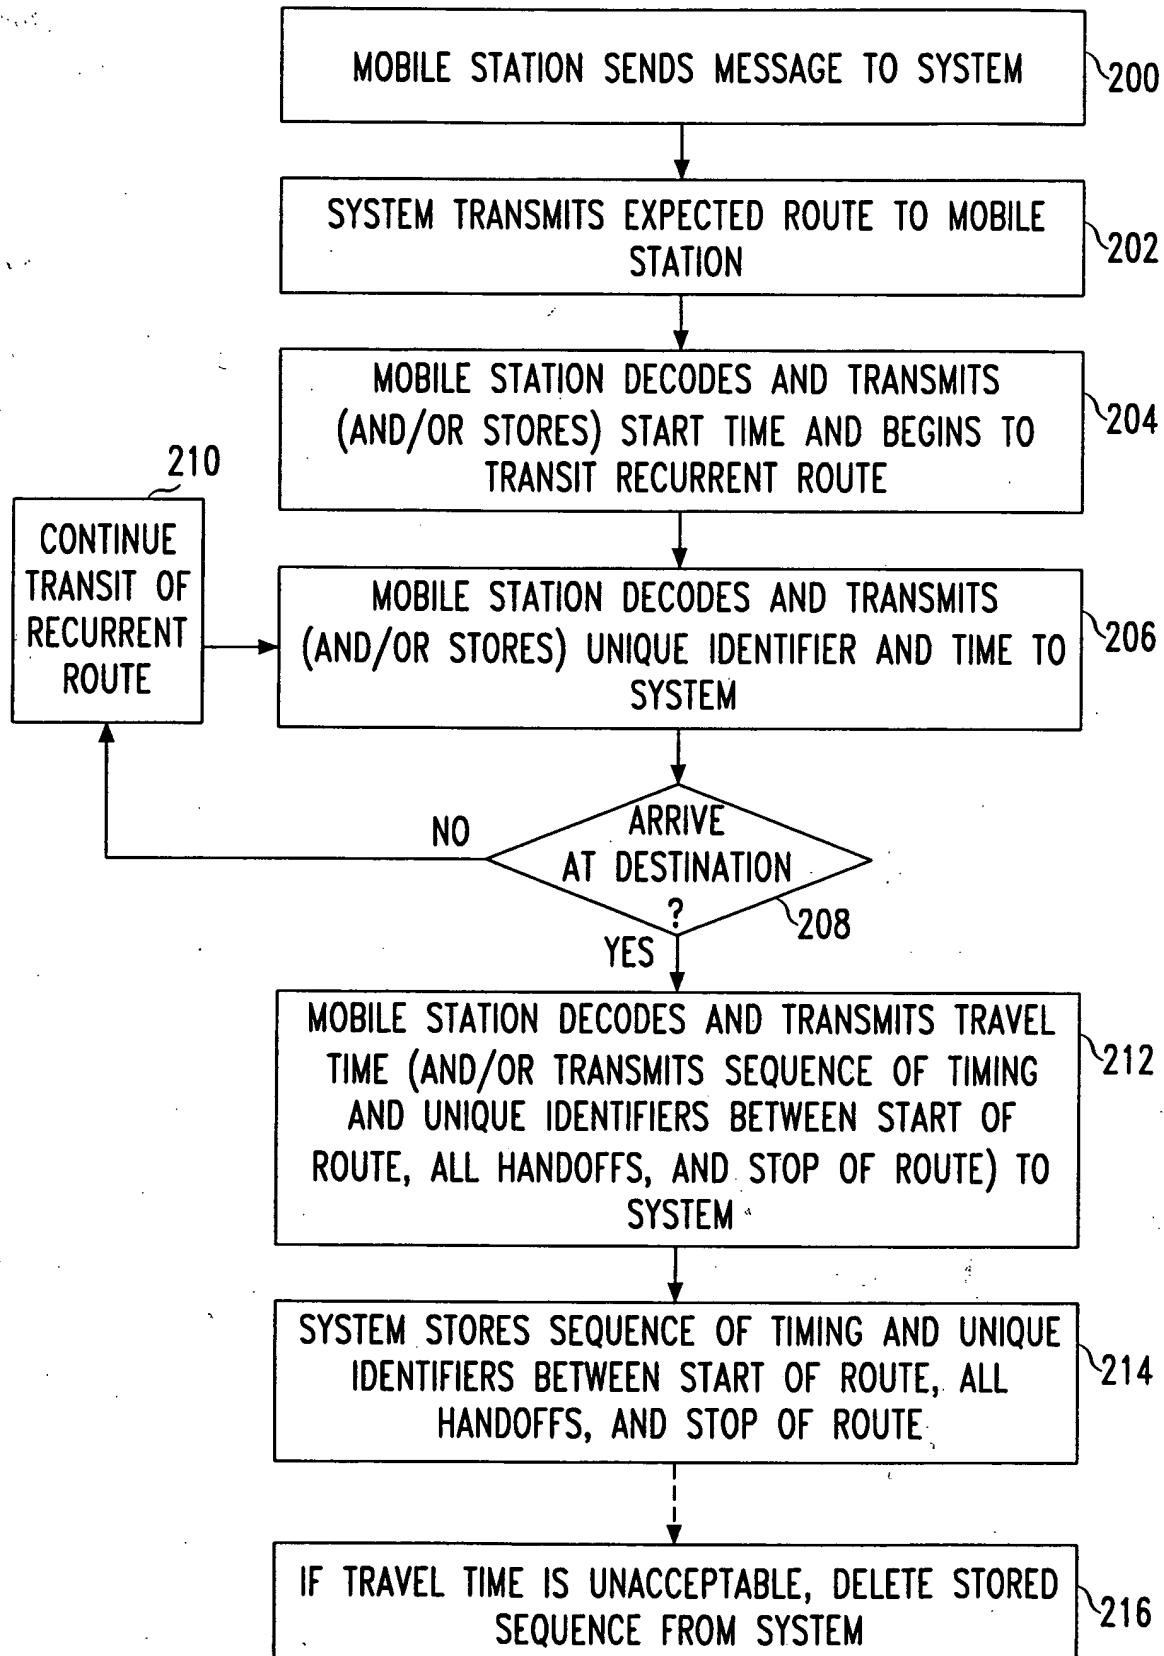 MOBILE STATION SENDS MESSAGE TO SYSTEM
200
SYSTEM TRANSMITS EXPECTED ROUTE TO MOBILE
STATION
202
MOBILE STATION DECODES AND TRANSMITS
(AND/OR STORES) START TIME AND BEGINS TO
TRANSIT RECURRENT ROUTE
204
210
CONTINUE
TRANSIT OF
RECURRENT
ROUTE
MOBILE STATION DECODES AND TRANSMITS
(AND/OR STORES) UNIQUE IDENTIFIER AND TIME TO
SYSTEM
206
NO
ARRIVE
AT DESTINATION
?
208
YES
MOBILE STATION DECODES AND TRANSMITS TRAVEL
TIME (AND/OR TRANSMITS SEQUENCE OF TIMING
AND UNIQUE IDENTIFIERS BETWEEN START OF
ROUTE, ALL HANDOFFS, AND STOP OF ROUTE) TO
SYSTEM
212
SYSTEM STORES SEQUENCE OF TIMING AND UNIQUE
IDENTIFIERS BETWEEN START OF ROUTE, ALL
HANDOFFS, AND STOP OF ROUTE
214
IF TRAVEL TIME IS UNACCEPTABLE, DELETE STORED
SEQUENCE FROM SYSTEM
216